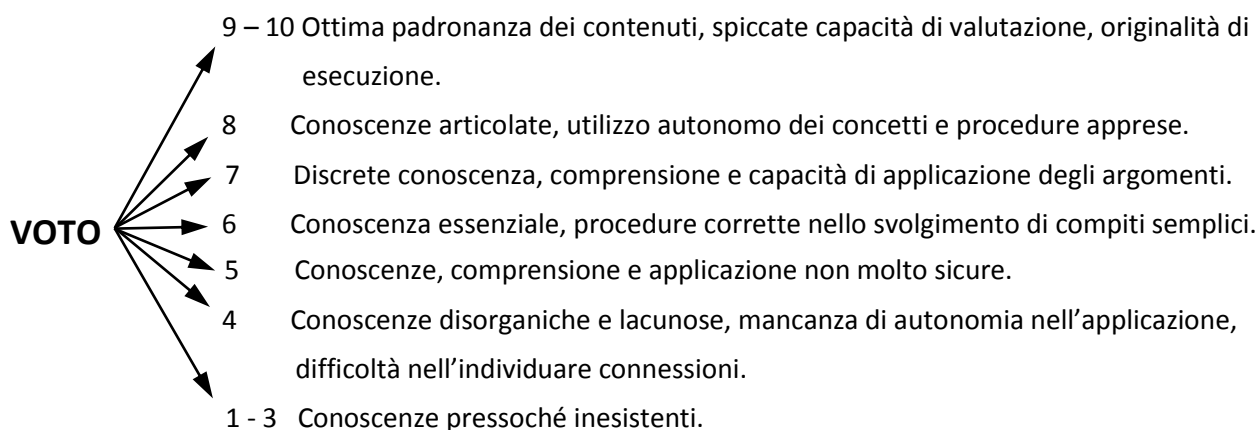 9 – 10 Ottima padronanza dei contenuti, spiccate capacità di valutazione, originalità di
esecuzione.
8 Conoscenze articolate, utilizzo autonomo dei concetti e procedure apprese.
7 Discrete conoscenza, comprensione e capacità di applicazione degli argomenti.
VOTO
6 Conoscenza essenziale, procedure corrette nello svolgimento di compiti semplici.
5 Conoscenze, comprensione e applicazione non molto sicure.
4 Conoscenze disorganiche e lacunose, mancanza di autonomia nell’applicazione,
difficoltà nell’individuare connessioni.
1 - 3 Conoscenze pressoché inesistenti.